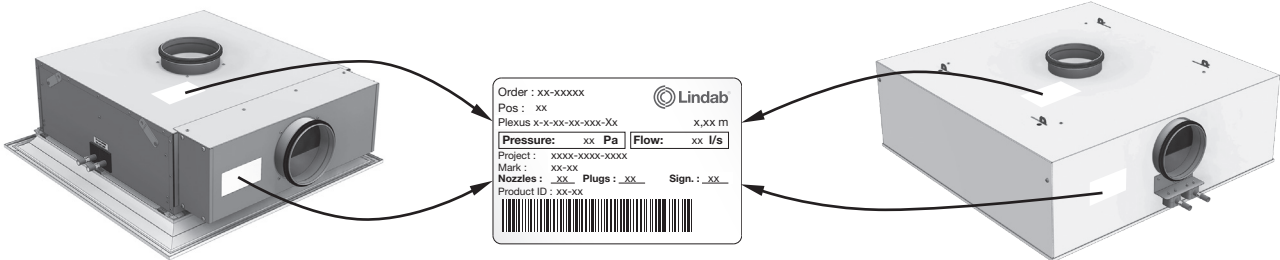 Order : xx-xxxxx
Lindab
Pos : xx
Plexus x-x-xx-xx-xxx-Xx x,xx m
Pressure: xx Pa Flow: xx l/s
Project : xxxx-xxxx-xxxx
Mark : xx-xx
Nozzles : xx Plugs : xx Sign. : xx
Product ID : xx-xx